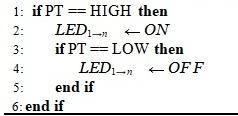 1: if PT == HIGH then
2: LED₁→ₙ ← ON
3: if PT == LOW then
4: LED₁→ₙ ← OFF
5: end if
6: end if